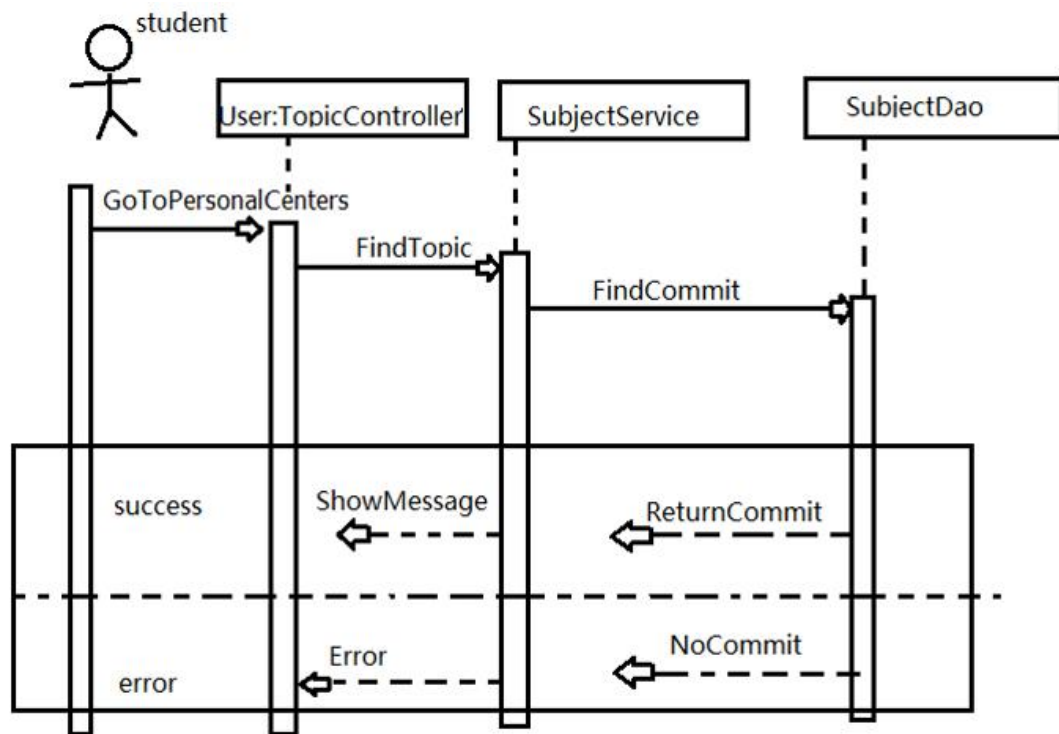 student
User:TopicController
SubjectService
SubjectDao
GoToPersonalCenters
FindTopic
FindCommit
success
ShowMessage
ReturnCommit
error
Error
NoCommit